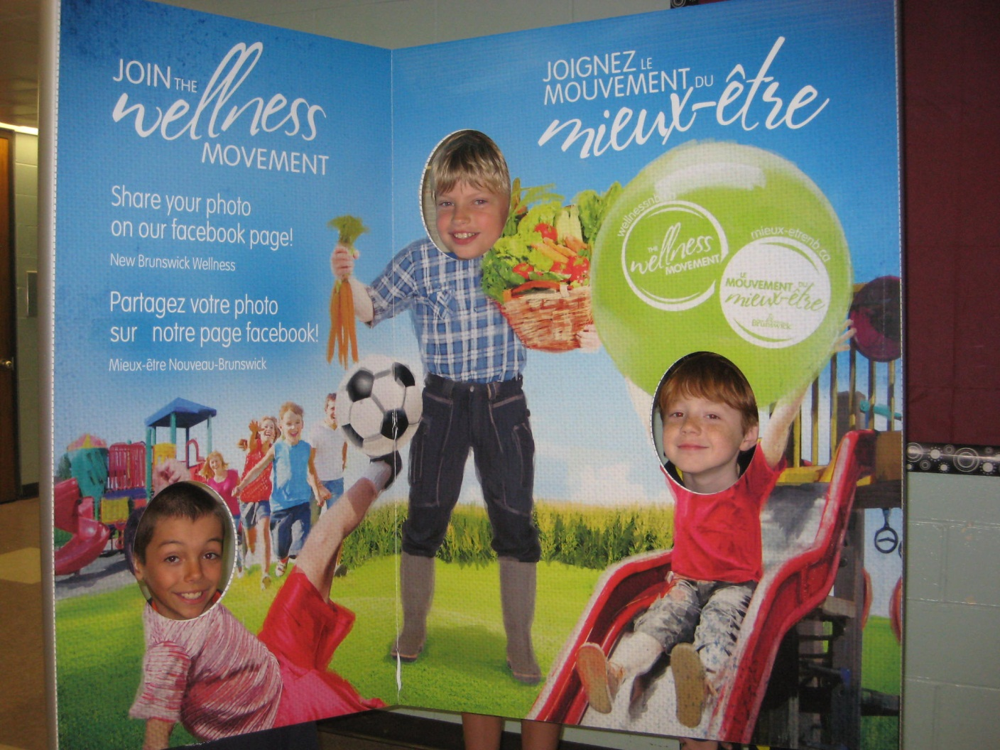 JOIN THE
wellness
MOVEMENT
Share your photo
on our facebook page!
New Brunswick Wellness
Partagez votre photo
sur notre page facebook!
Mieux-être Nouveau-Brunswick
JOIGNEZ LE
MOUVEMENT DU
mieux-être
THE
wellness
MOVEMENT
mieux-etrenb.ca
LE
MOUVEMENT DU
mieux-être